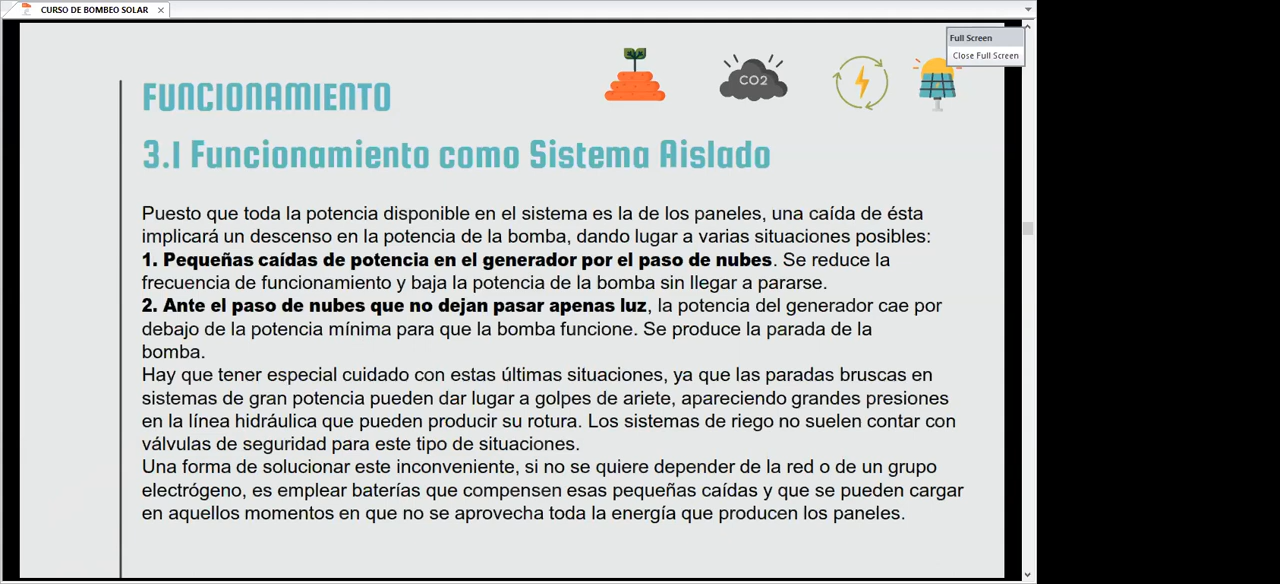 CURSO DE BOMBEO SOLAR
Full Screen
Close Full Screen
CO2
FUNCIONAMIENTO
3.1 Funcionamiento como Sistema Aislado
Puesto que toda la potencia disponible en el sistema es la de los paneles, una caída de ésta
implicará un descenso en la potencia de la bomba, dando lugar a varias situaciones posibles:
1. Pequeñas caídas de potencia en el generador por el paso de nubes. Se reduce la
frecuencia de funcionamiento y baja la potencia de la bomba sin llegar a pararse.
2. Ante el paso de nubes que no dejan pasar apenas luz, la potencia del generador cae por
debajo de la potencia mínima para que la bomba funcione. Se produce la parada de la
bomba.
Hay que tener especial cuidado con estas últimas situaciones, ya que las paradas bruscas en
sistemas de gran potencia pueden dar lugar a golpes de ariete, apareciendo grandes presiones
en la línea hidráulica que pueden producir su rotura. Los sistemas de riego no suelen contar con
válvulas de seguridad para este tipo de situaciones.
Una forma de solucionar este inconveniente, si no se quiere depender de la red o de un grupo
electrógeno, es emplear baterías que compensen esas pequeñas caídas y que se pueden cargar
en aquellos momentos en que no se aprovecha toda la energía que producen los paneles.